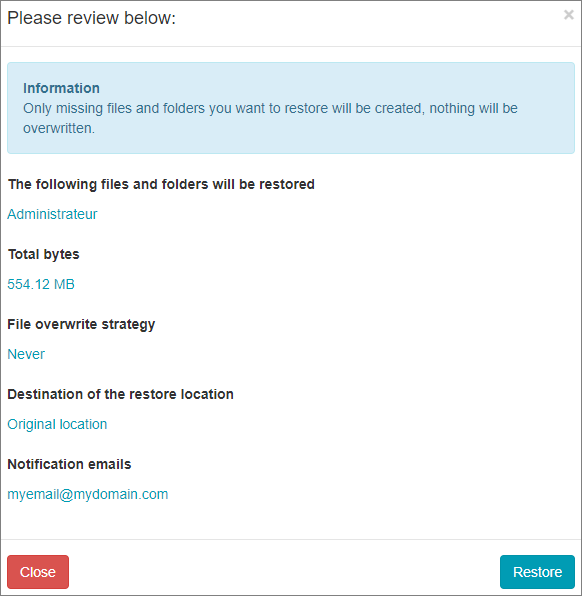 Please review below:
×
Information
Only missing files and folders you want to restore will be created, nothing will be
overwritten.
The following files and folders will be restored
Administrateur
Total bytes
554.12 MB
File overwrite strategy
Never
Destination of the restore location
Original location
Notification emails
myemail@mydomain.com
Close
Restore